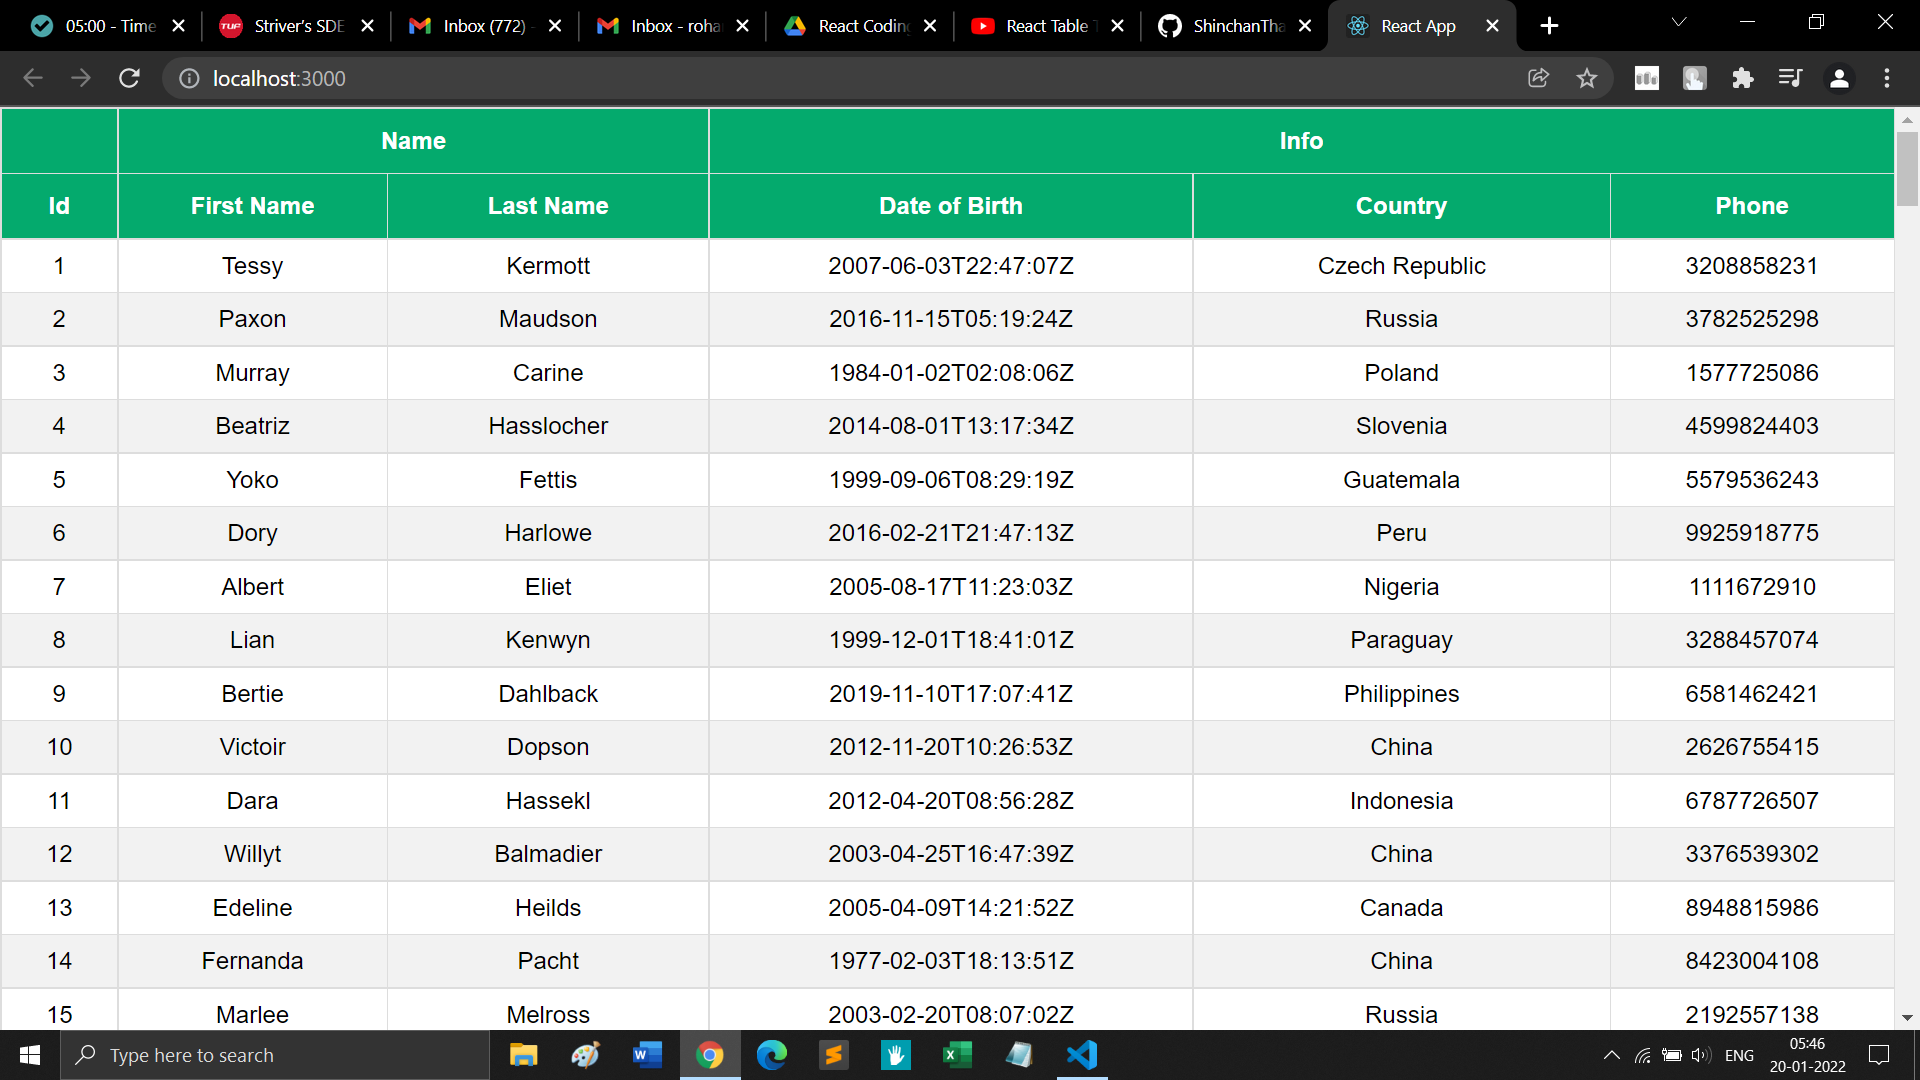 05:00 - Time
TUF Striver's SDE
Inbox (772) -
Inbox - roha
React Coding
React Table T
ShinchanTha
React App
localhost:3000
Name Info
Id First Name Last Name Date of Birth Country Phone
1 Tessy Kermott 2007-06-03T22:47:07Z Czech Republic 3208858231
2 Paxon Maudson 2016-11-15T05:19:24Z Russia 3782525298
3 Murray Carine 1984-01-02T02:08:06Z Poland 1577725086
4 Beatriz Hasslocher 2014-08-01T13:17:34Z Slovenia 4599824403
5 Yoko Fettis 1999-09-06T08:29:19Z Guatemala 5579536243
6 Dory Harlowe 2016-02-21T21:47:13Z Peru 9925918775
7 Albert Eliet 2005-08-17T11:23:03Z Nigeria 1111672910
8 Lian Kenwyn 1999-12-01T18:41:01Z Paraguay 3288457074
9 Bertie Dahlback 2019-11-10T17:07:41Z Philippines 6581462421
10 Victoir Dopson 2012-11-20T10:26:53Z China 2626755415
11 Dara Hassekl 2012-04-20T08:56:28Z Indonesia 6787726507
12 Willyt Balmadier 2003-04-25T16:47:39Z China 3376539302
13 Edeline Heilds 2005-04-09T14:21:52Z Canada 8948815986
14 Fernanda Pacht 1977-02-03T18:13:51Z China 8423004108
15 Marlee Melross 2003-02-20T08:07:02Z Russia 2192557138
Type here to search
ENG
05:46
20-01-2022